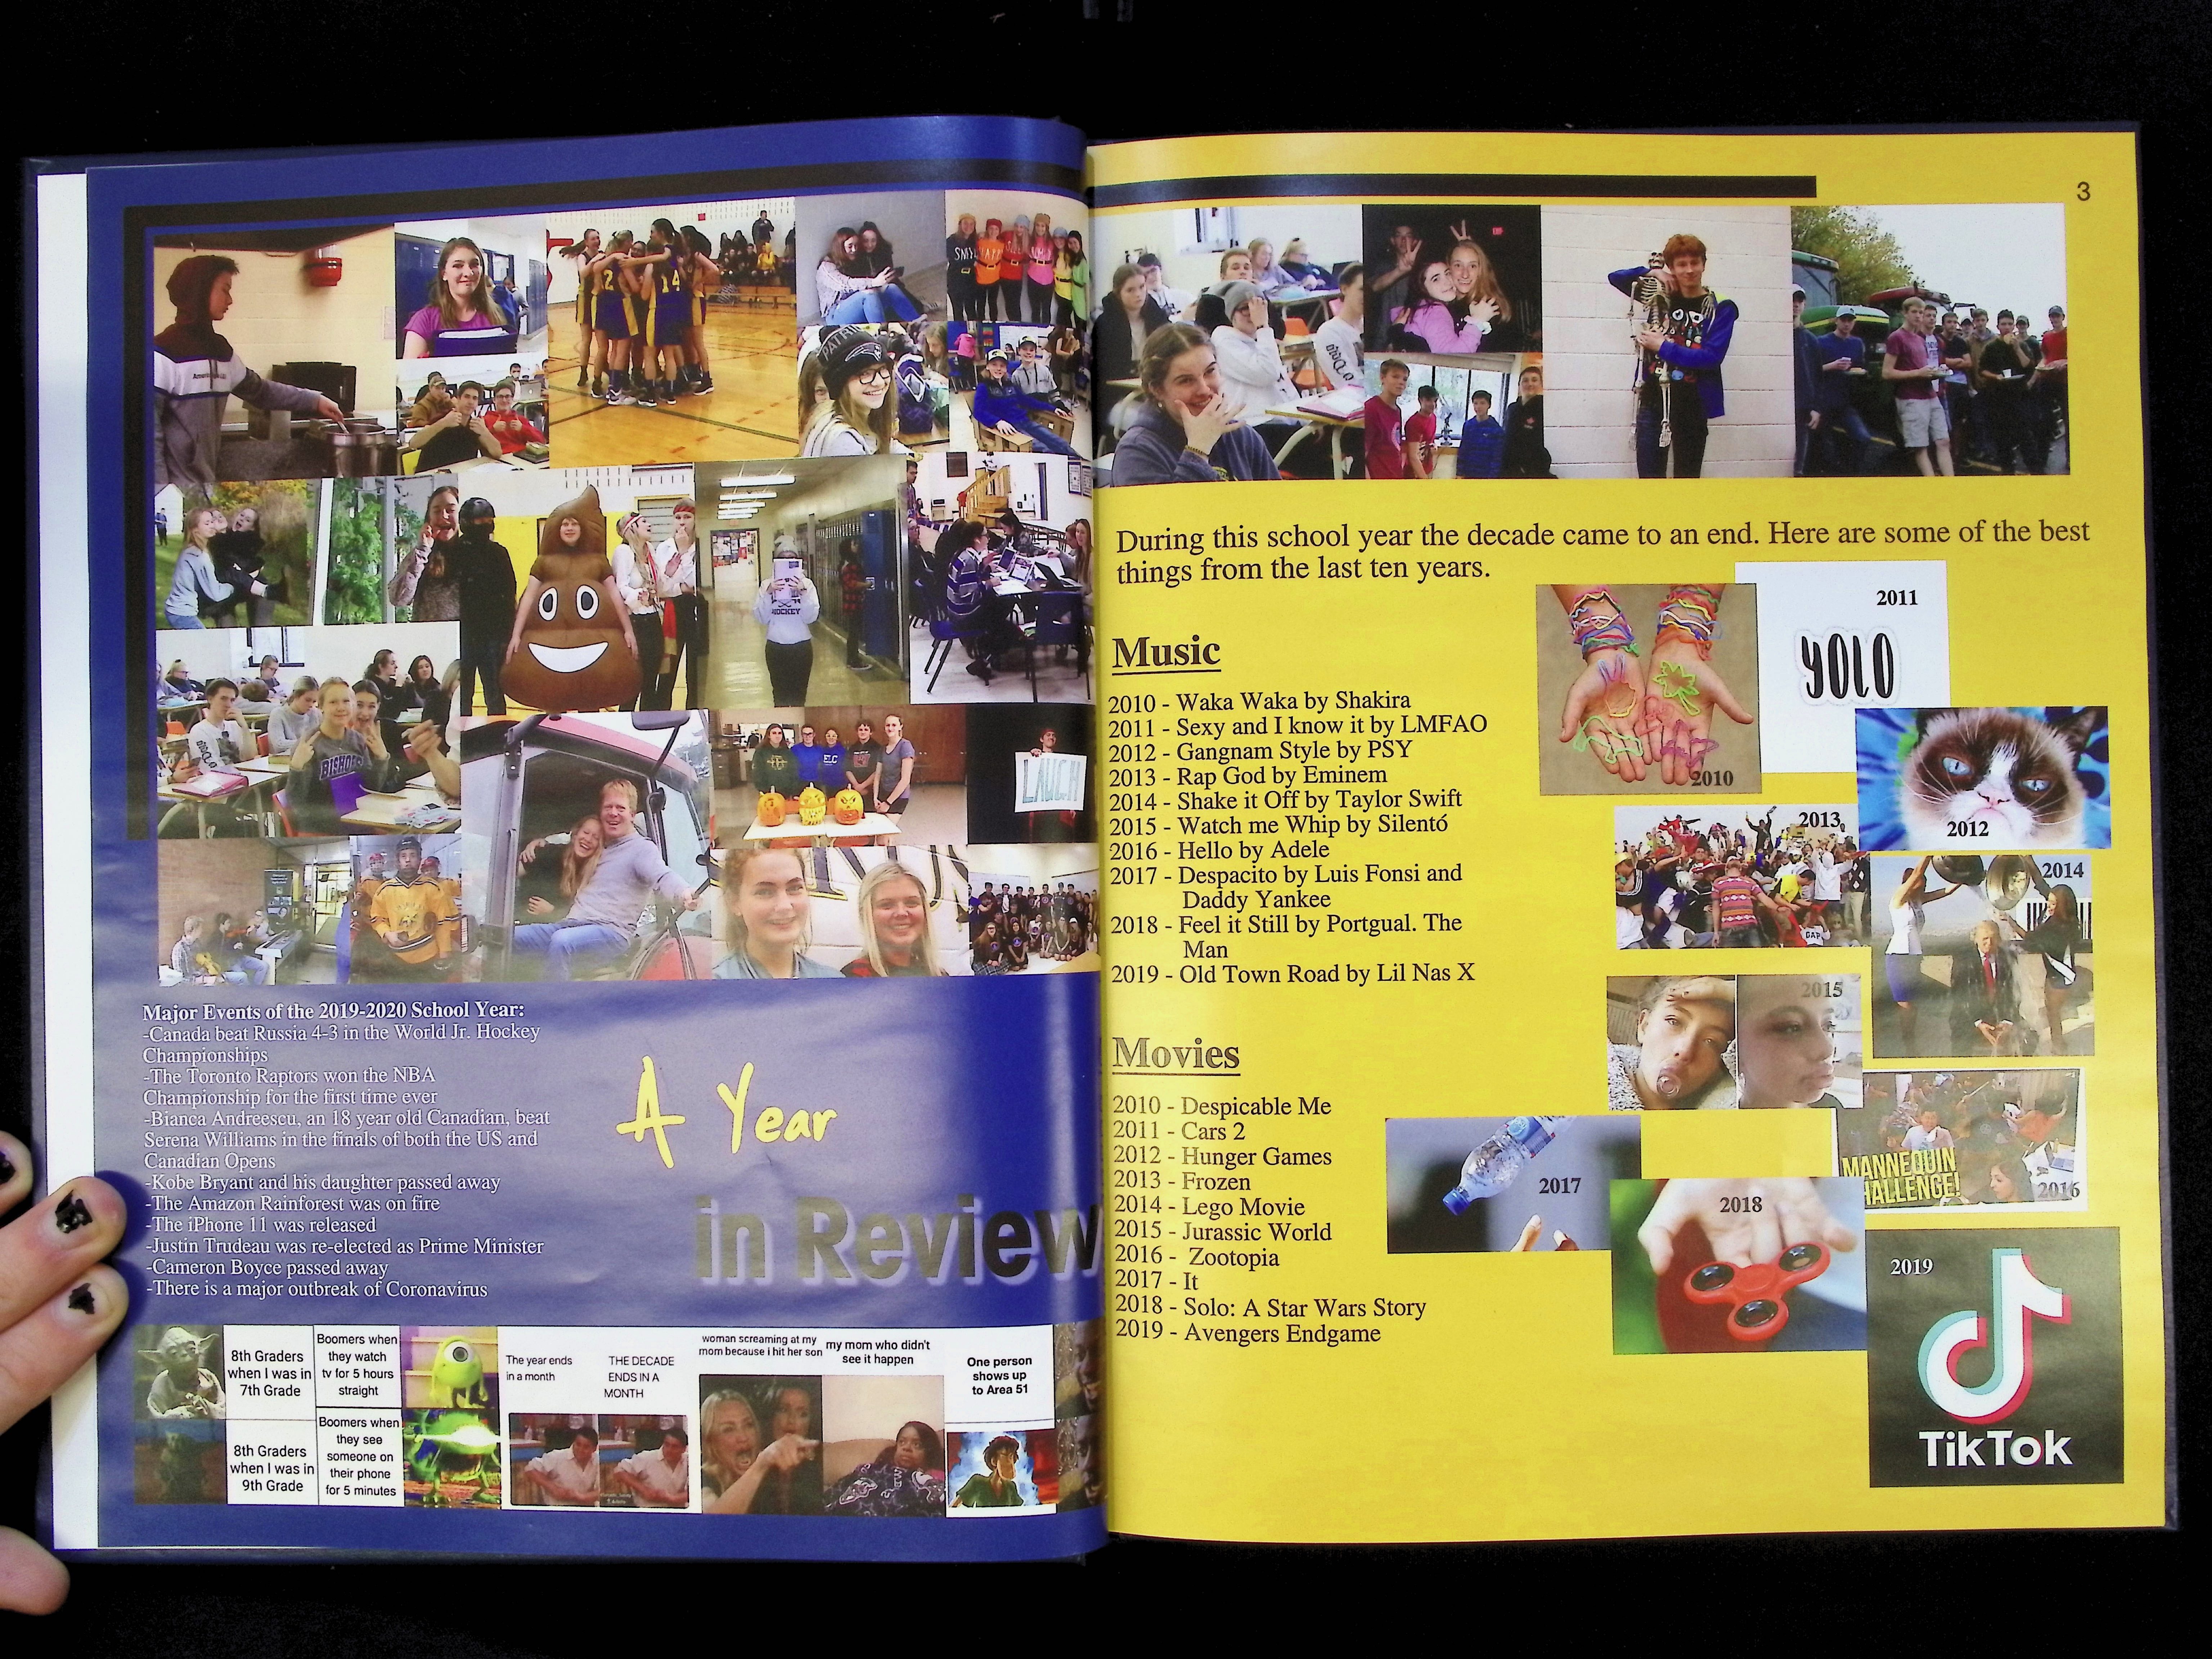 SMYL
HAPPY
PATRI
2
14
American Eagle
HOCKEY
BISHOP'S
ELC
LAUGH
Major Events of the 2019-2020 School Year:
-Canada beat Russia 4-3 in the World Jr. Hockey
Championships
-The Toronto Raptors won the NBA
Championship for the first time ever
-Bianca Andreescu, an 18 year old Canadian, beat
Serena Williams in the finals of both the US and
Canadian Opens
-Kobe Bryant and his daughter passed away
-The Amazon Rainforest was on fire
-The iPhone 11 was released
-Justin Trudeau was re-elected as Prime Minister
-Cameron Boyce passed away
-There is a major outbreak of Coronavirus
A Year
in Review
8th Graders
when I was in
7th Grade
8th Graders
when I was in
9th Grade
Boomers when
they watch
tv for 5 hours
straight
Boomers when
they see
someone on
their phone
for 5 minutes
The year ends
in a month
THE DECADE
ENDS IN A
MONTH
woman screaming at my
mom because i hit her son
my mom who didn't
see it happen
One person
shows up
to Area 51
3
During this school year the decade came to an end. Here are some of the best
things from the last ten years.
Music
2010 - Waka Waka by Shakira
2011 - Sexy and I know it by LMFAO
2012 - Gangnam Style by PSY
2013 - Rap God by Eminem
2014 - Shake it Off by Taylor Swift
2015 - Watch me Whip by Silentó
2016 - Hello by Adele
2017 - Despacito by Luis Fonsi and
Daddy Yankee
2018 - Feel it Still by Portgual. The
Man
2019 - Old Town Road by Lil Nas X
Movies
2010 - Despicable Me
2011 - Cars 2
2012 - Hunger Games
2013 - Frozen
2014 - Lego Movie
2015 - Jurassic World
2016 - Zootopia
2017 - It
2018 - Solo: A Star Wars Story
2019 - Avengers Endgame
2010
2011
YOLO
2012
2013
GAP
2014
2015
MANNEQUIN
HALLENGE!
2016
2017
2018
2019
TikTok